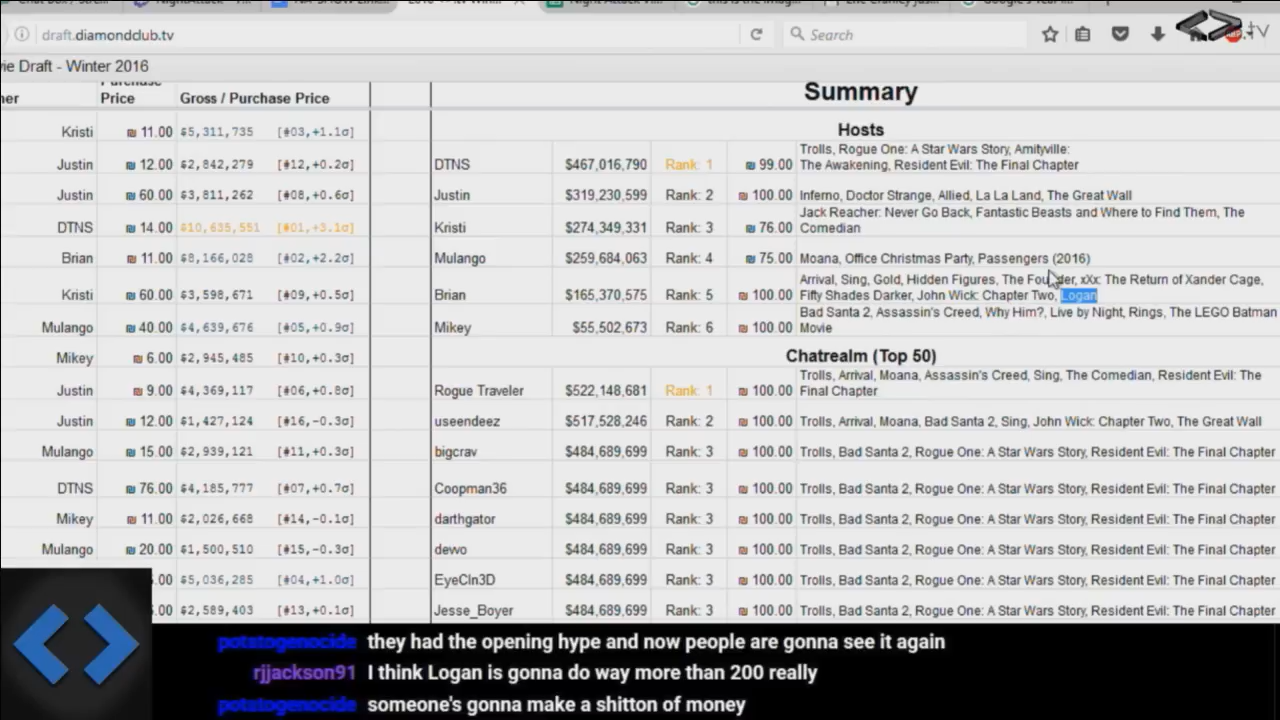 draft.diamondclub.tv
Search
.tv
vie Draft - Winter 2016
ner Purchase Price Gross / Purchase Price
Summary
Hosts
Kristi ₪ 11.00 $5,311,735 [#03,+1.1σ]
Justin ₪ 12.00 $2,842,279 [#12,+0.2σ]
Justin ₪ 60.00 $3,811,262 [#08,+0.6σ]
DTNS ₪ 14.00 $10,635,551 [#01,+3.1σ]
Brian ₪ 11.00 $8,166,028 [#02,+2.2σ]
Kristi ₪ 60.00 $3,598,671 [#09,+0.5σ]
Mulango ₪ 40.00 $4,639,676 [#05,+0.9σ]
Mikey ₪ 6.00 $2,945,485 [#10,+0.3σ]
Justin ₪ 9.00 $4,369,117 [#06,+0.8σ]
Justin ₪ 12.00 $1,427,124 [#16,-0.3σ]
Mulango ₪ 15.00 $2,939,121 [#11,+0.3σ]
DTNS ₪ 76.00 $4,185,777 [#07,+0.7σ]
Mikey ₪ 11.00 $2,026,668 [#14,-0.1σ]
Mulango ₪ 20.00 $1,500,510 [#15,-0.3σ]
.00 $5,036,285 [#04,+1.0σ]
.00 $2,589,403 [#13,+0.1σ]
DTNS $467,016,790 Rank: 1 ₪ 99.00 Trolls, Rogue One: A Star Wars Story, Amityville:
The Awakening, Resident Evil: The Final Chapter
Justin $319,230,599 Rank: 2 ₪ 100.00 Inferno, Doctor Strange, Allied, La La Land, The Great Wall
Kristi $274,349,331 Rank: 3 ₪ 76.00 Jack Reacher: Never Go Back, Fantastic Beasts and Where to Find Them, The
Comedian
Mulango $259,684,063 Rank: 4 ₪ 75.00 Moana, Office Christmas Party, Passengers (2016)
Brian $165,370,575 Rank: 5 ₪ 100.00 Arrival, Sing, Gold, Hidden Figures, The Founder, xXx: The Return of Xander Cage,
Fifty Shades Darker, John Wick: Chapter Two, Logan
Mikey $55,502,673 Rank: 6 ₪ 100.00 Bad Santa 2, Assassin's Creed, Why Him?, Live by Night, Rings, The LEGO Batman
Movie
Chatrealm (Top 50)
Rogue Traveler $522,148,681 Rank: 1 ₪ 100.00 Trolls, Arrival, Moana, Assassin's Creed, Sing, The Comedian, Resident Evil: The
Final Chapter
useendeez $517,528,246 Rank: 2 ₪ 100.00 Trolls, Arrival, Moana, Bad Santa 2, Sing, John Wick: Chapter Two, The Great Wall
bigcrav $484,689,699 Rank: 3 ₪ 100.00 Trolls, Bad Santa 2, Rogue One: A Star Wars Story, Resident Evil: The Final Chapter
Coopman36 $484,689,699 Rank: 3 ₪ 100.00 Trolls, Bad Santa 2, Rogue One: A Star Wars Story, Resident Evil: The Final Chapter
darthgator $484,689,699 Rank: 3 ₪ 100.00 Trolls, Bad Santa 2, Rogue One: A Star Wars Story, Resident Evil: The Final Chapter
dewo $484,689,699 Rank: 3 ₪ 100.00 Trolls, Bad Santa 2, Rogue One: A Star Wars Story, Resident Evil: The Final Chapter
EyeCln3D $484,689,699 Rank: 3 ₪ 100.00 Trolls, Bad Santa 2, Rogue One: A Star Wars Story, Resident Evil: The Final Chapter
Jesse_Boyer $484,689,699 Rank: 3 ₪ 100.00 Trolls, Bad Santa 2, Rogue One: A Star Wars Story, Resident Evil: The Final Chapter
potatogenocide they had the opening hype and now people are gonna see it again
rjjackson91 I think Logan is gonna do way more than 200 really
potatogenocide someone's gonna make a shitton of money